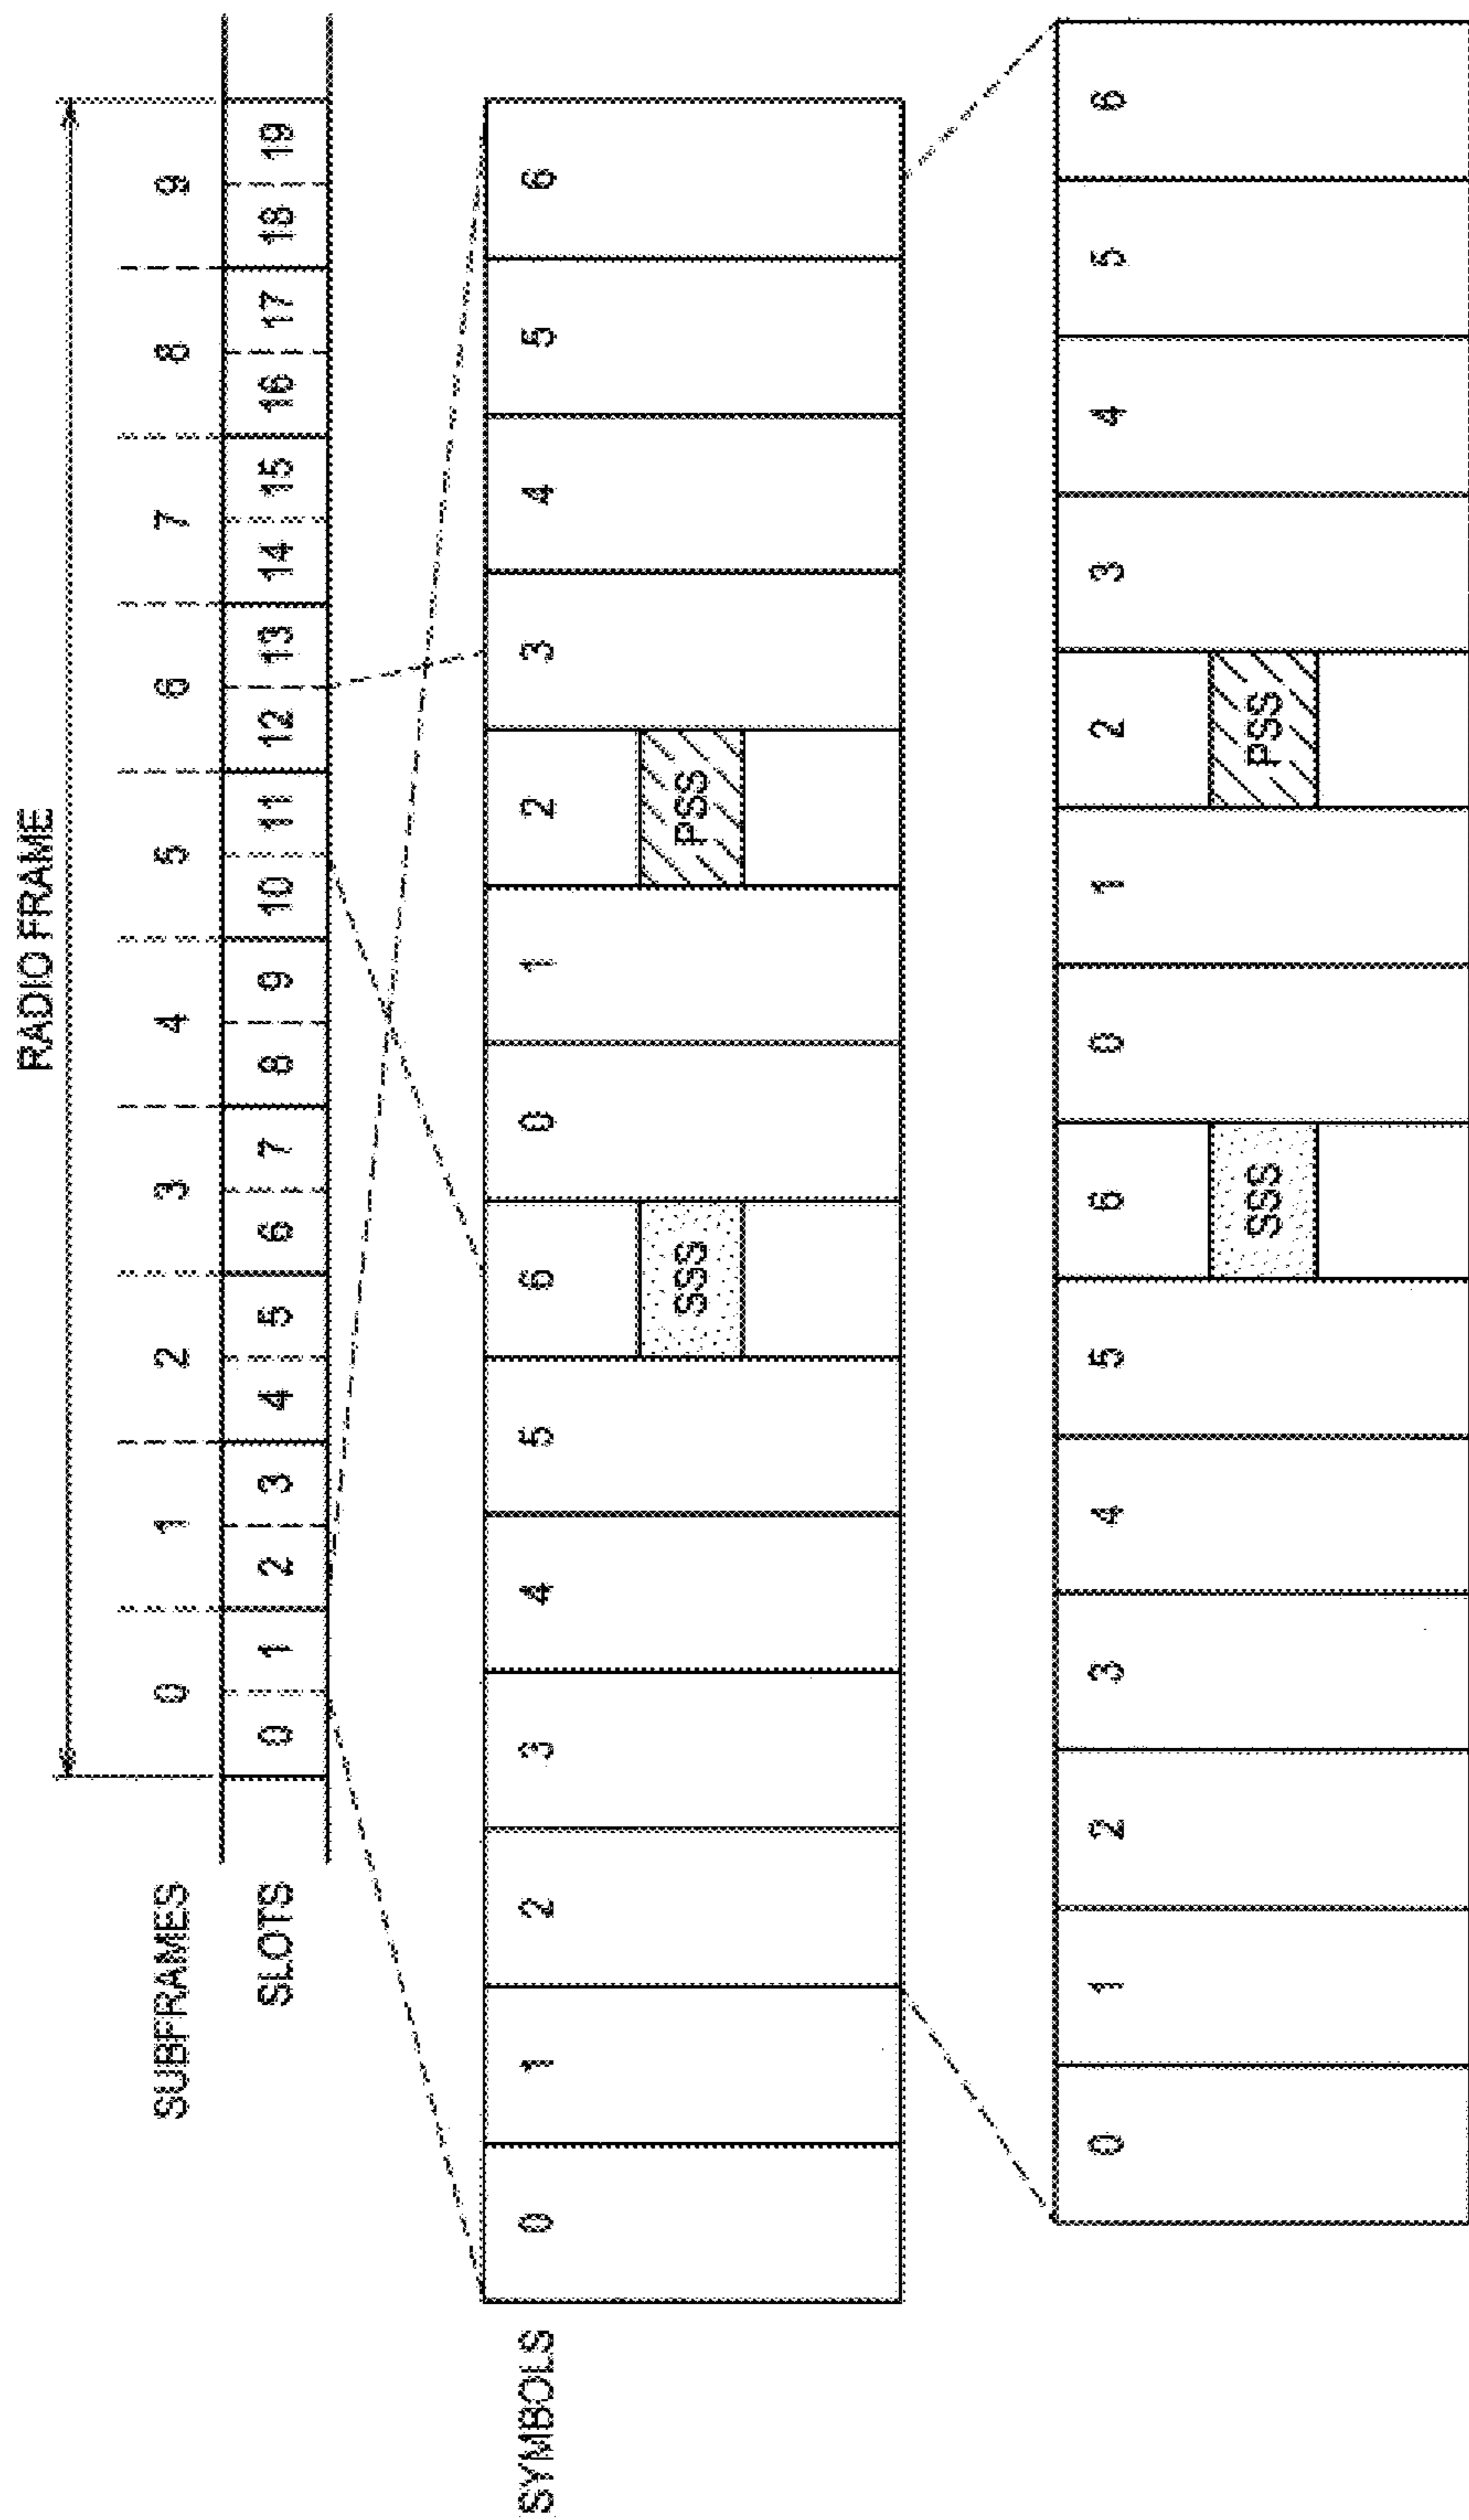 RADIO FRAME
SUBFRAMES 0 1 2 3 4 5 6 7 8 9
SLOTS 0 1 2 3 4 5 6 7 8 9 10 11 12 13 14 15 16 17 18 19
SYMBOLS 0 1 2 3 4 5 6 0 1 2 3 4 5 6
SSS PSS
0 1 2 3 4 5 6 0 1 2 3 4 5 6
SSS PSS